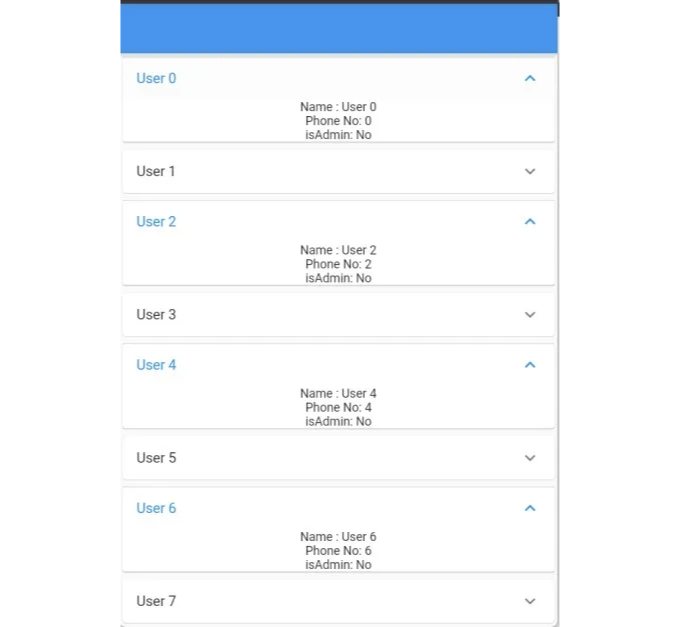 User 0
Name : User 0
Phone No: 0
isAdmin: No
User 1
User 2
Name : User 2
Phone No: 2
isAdmin: No
User 3
User 4
Name : User 4
Phone No: 4
isAdmin: No
User 5
User 6
Name : User 6
Phone No: 6
isAdmin: No
User 7